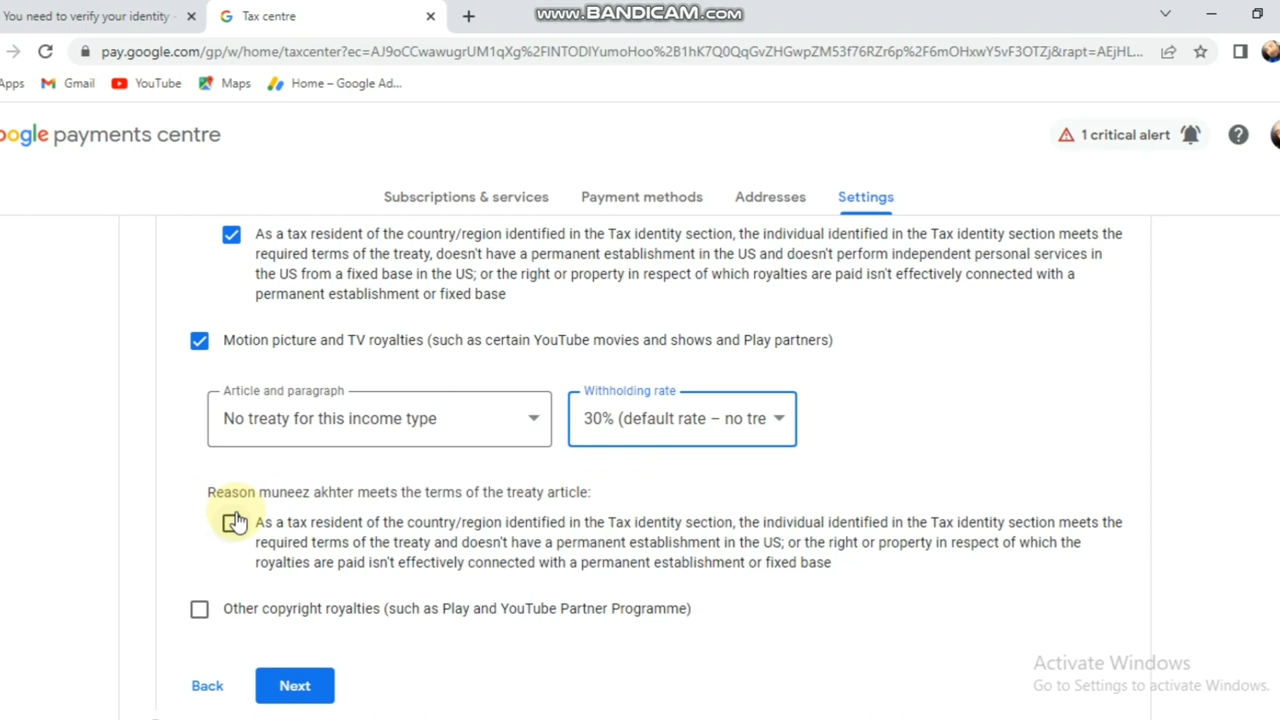 www.BANDICAM.com
You need to verify your identity
Tax centre
pay.google.com/gp/w/home/taxcenter?ec=AJ9oCCwawugrUM1qXg%2FINTODIYumoHoo%2B1hK7Q0QqGvZHGwpZM53f76RZr6p%2F6mOHxwY5vF3OTZj&rapt=AEjHL...
Apps Gmail YouTube Maps Home – Google Ad...
oogle payments centre
1 critical alert
Subscriptions & services Payment methods Addresses Settings
As a tax resident of the country/region identified in the Tax identity section, the individual identified in the Tax identity section meets the
required terms of the treaty, doesn't have a permanent establishment in the US and doesn't perform independent personal services in
the US from a fixed base in the US; or the right or property in respect of which royalties are paid isn't effectively connected with a
permanent establishment or fixed base
Motion picture and TV royalties (such as certain YouTube movies and shows and Play partners)
Article and paragraph
No treaty for this income type
Withholding rate
30% (default rate – no tre
Reason muneez akhter meets the terms of the treaty article:
As a tax resident of the country/region identified in the Tax identity section, the individual identified in the Tax identity section meets the
required terms of the treaty and doesn't have a permanent establishment in the US; or the right or property in respect of which the
royalties are paid isn't effectively connected with a permanent establishment or fixed base
Other copyright royalties (such as Play and YouTube Partner Programme)
Back Next
Activate Windows
Go to Settings to activate Windows.